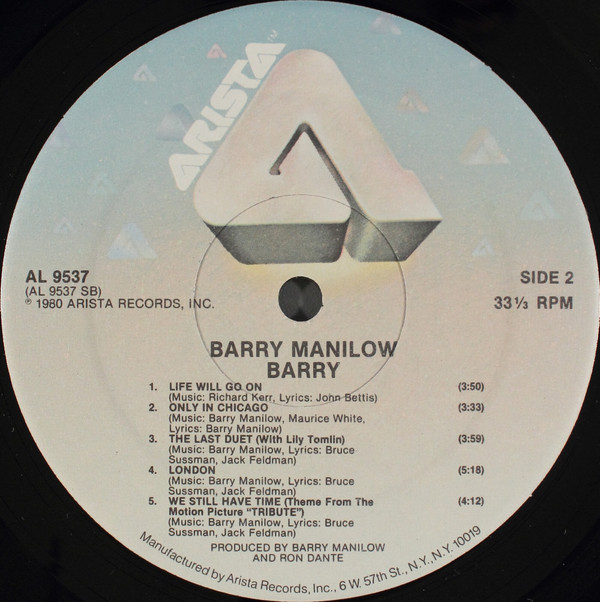 ARISTA™
AL 9537
(AL 9537 SB)
℗ 1980 ARISTA RECORDS, INC.
SIDE 2
33⅓ RPM
BARRY MANILOW
BARRY
1. LIFE WILL GO ON (3:50)
(Music: Richard Kerr, Lyrics: John Bettis)
2. ONLY IN CHICAGO (3:33)
(Music: Barry Manilow, Maurice White,
Lyrics: Barry Manilow)
3. THE LAST DUET (With Lily Tomlin) (3:59)
(Music: Barry Manilow, Lyrics: Bruce
Sussman, Jack Feldman)
4. LONDON (5:18)
(Music: Barry Manilow, Lyrics: Bruce
Sussman, Jack Feldman)
5. WE STILL HAVE TIME (Theme From The (4:12)
Motion Picture "TRIBUTE")
(Music: Barry Manilow, Lyrics: Bruce
Sussman, Jack Feldman)
PRODUCED BY BARRY MANILOW
AND RON DANTE
Manufactured by Arista Records, Inc., 6 W. 57th St., N.Y., N.Y. 10019